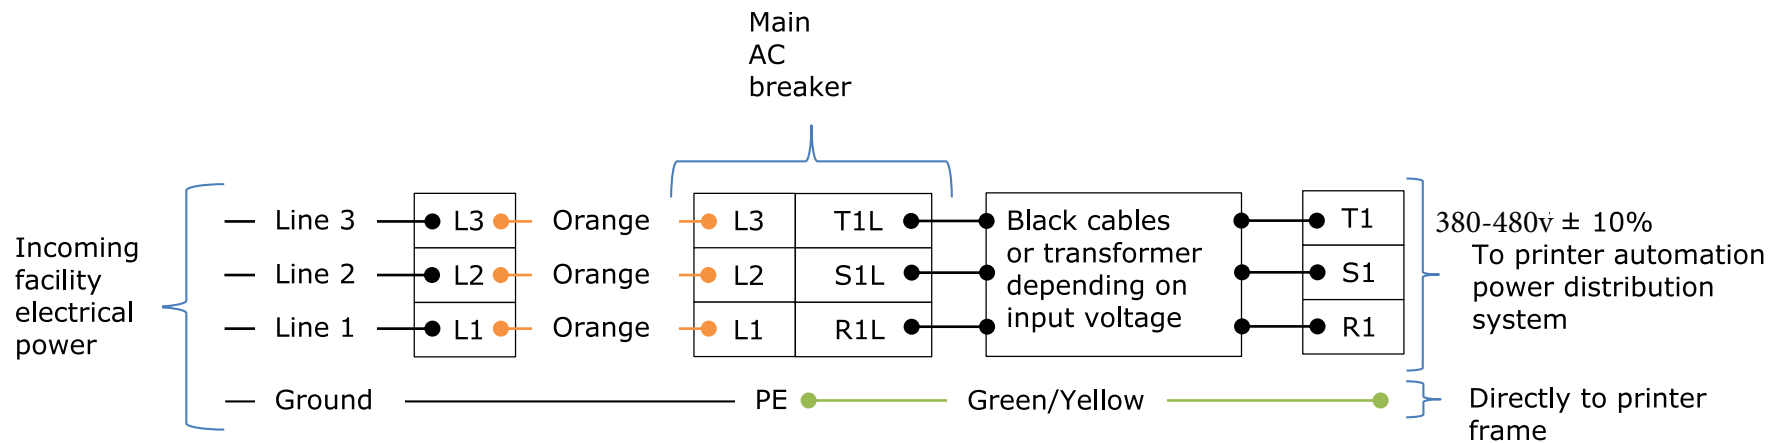 Main
AC
breaker
Incoming
facility
electrical
power
Line 3 L3 Orange L3 T1L
Line 2 L2 Orange L2 S1L
Line 1 L1 Orange L1 R1L
Black cables
or transformer
depending on
input voltage
T1
S1
R1
380-480v ± 10%
To printer automation
power distribution
system
Ground PE Green/Yellow
Directly to printer
frame